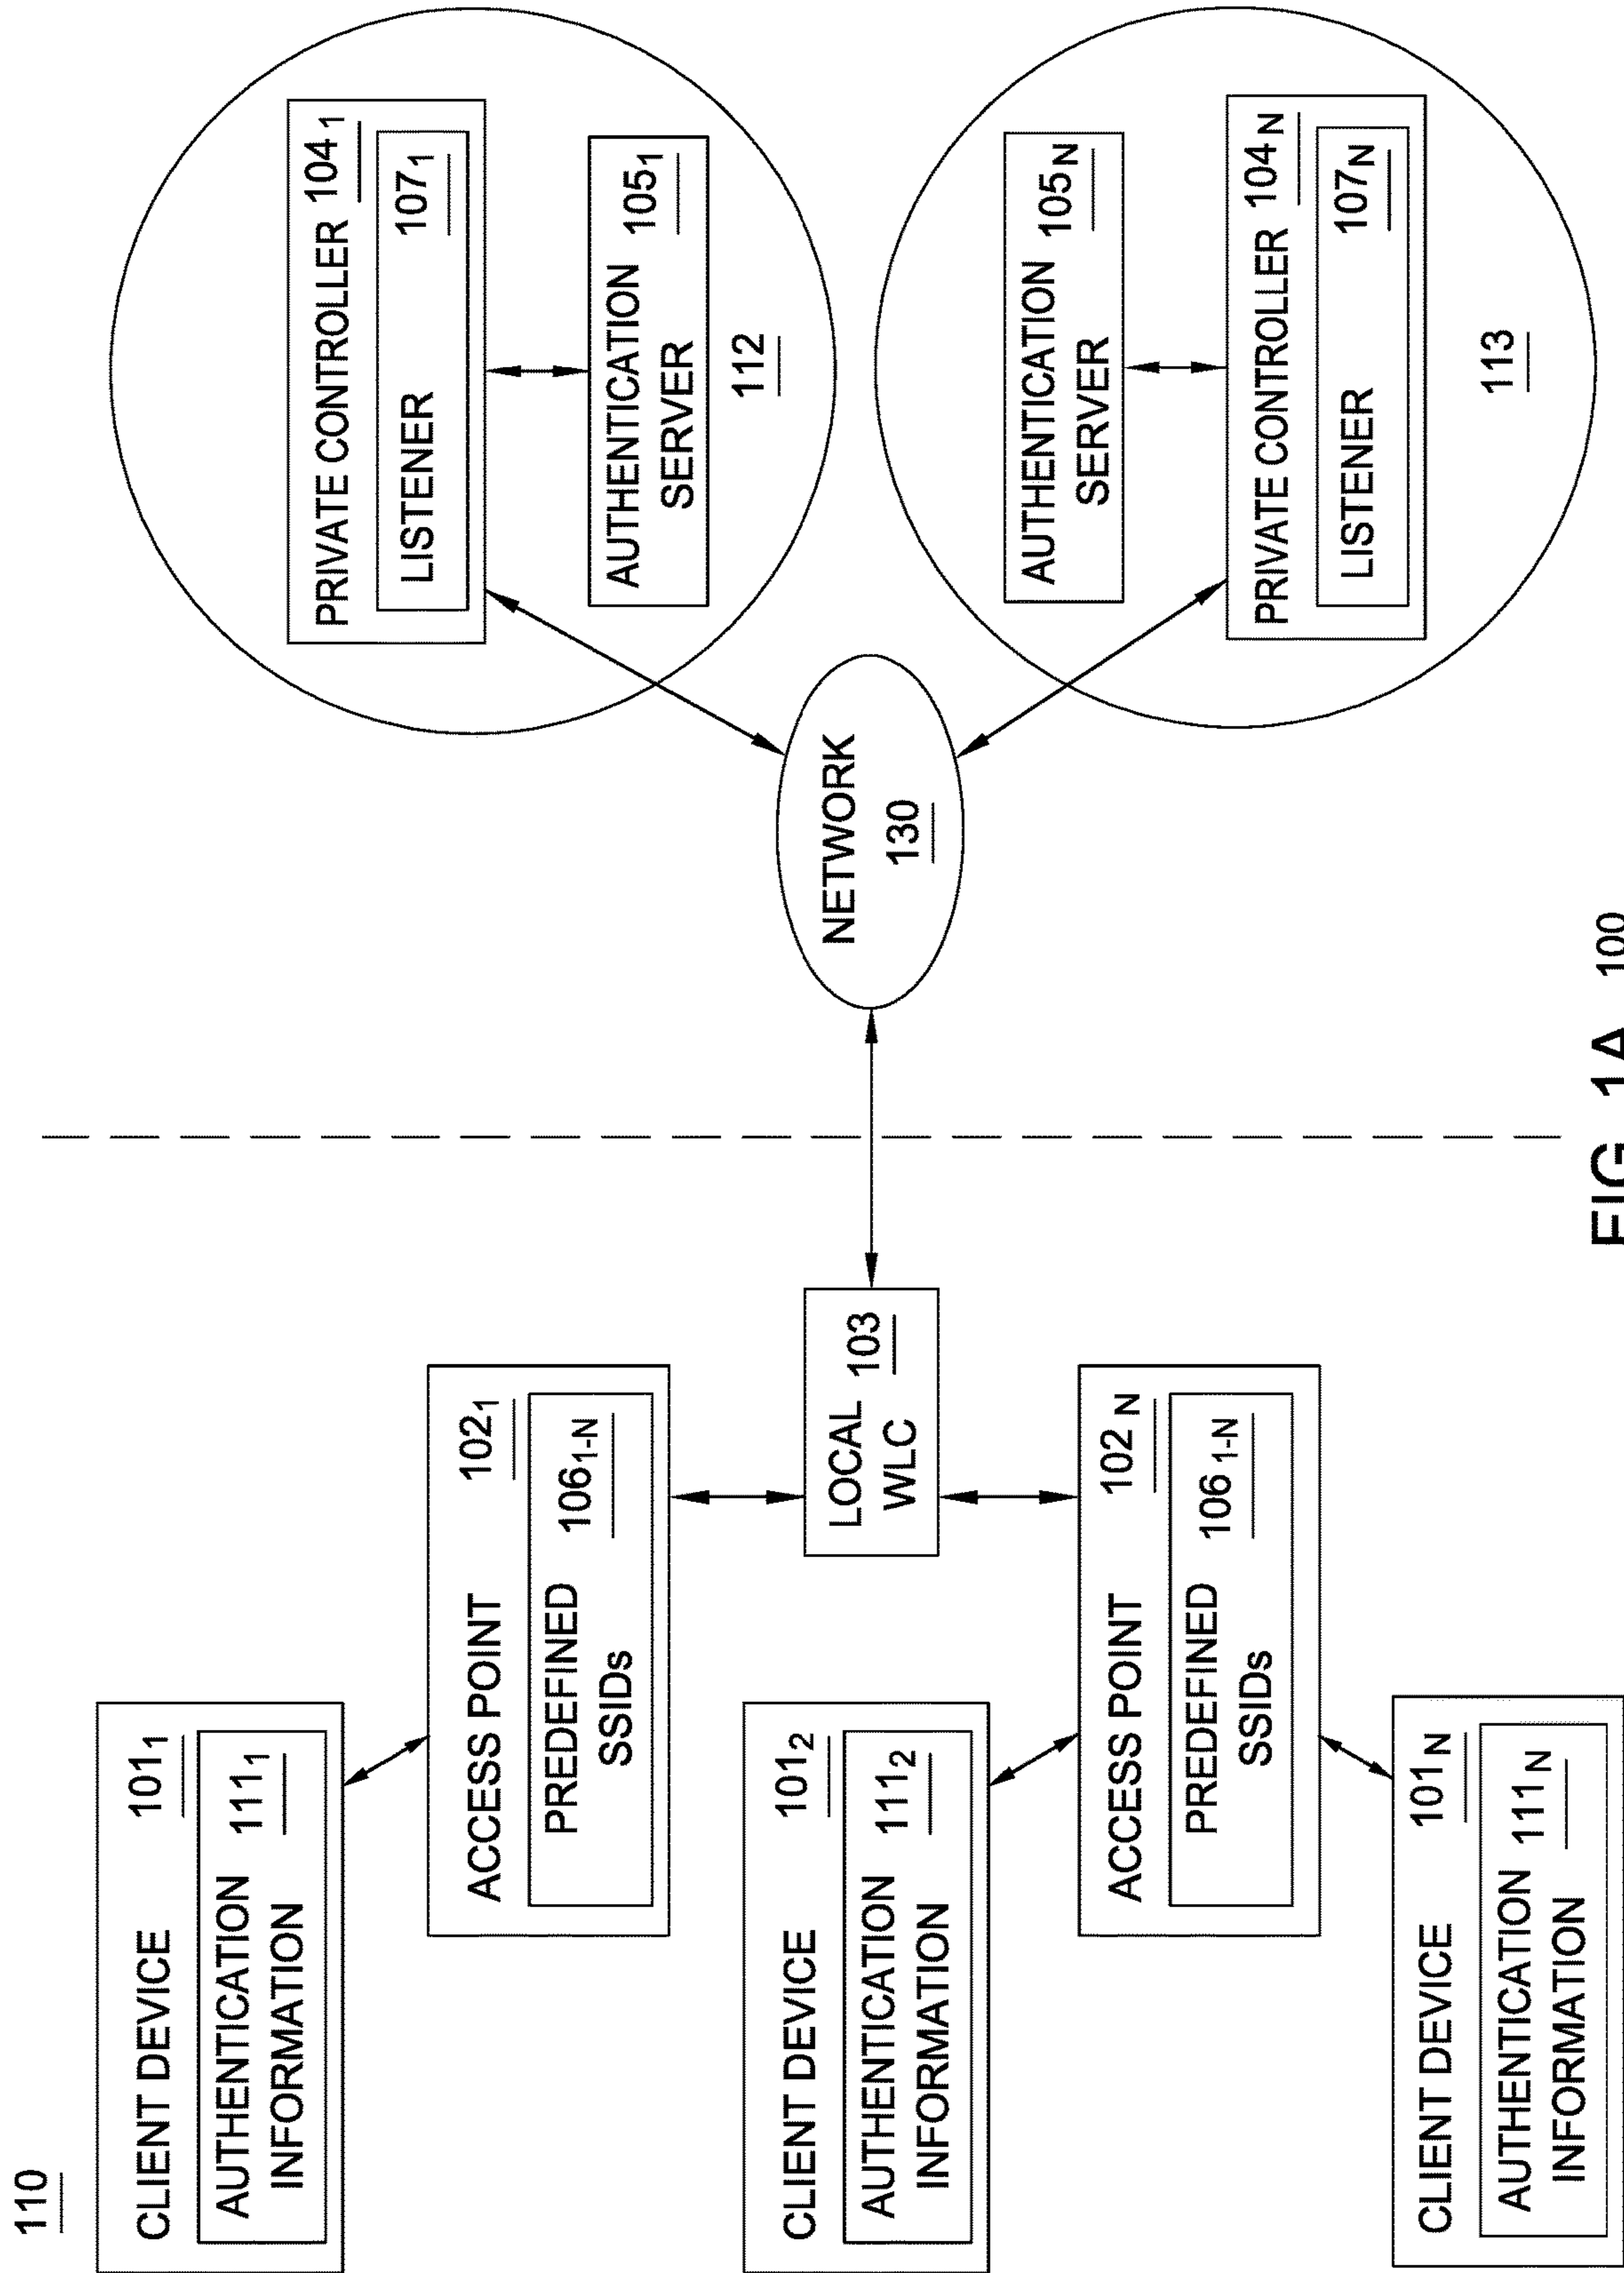 110
CLIENT DEVICE 101₁
AUTHENTICATION 111₁
INFORMATION
ACCESS POINT 102₁
PREDEFINED 106₁₋N
SSIDs
CLIENT DEVICE 101₂
AUTHENTICATION 111₂
INFORMATION
LOCAL 103
WLC
ACCESS POINT 102 N
PREDEFINED 106 ₁₋N
SSIDs
CLIENT DEVICE 101N
AUTHENTICATION 111N
INFORMATION
NETWORK
130
PRIVATE CONTROLLER 104₁
LISTENER 107₁
AUTHENTICATION 105₁
SERVER
112
AUTHENTICATION 105N
SERVER
PRIVATE CONTROLLER 104N
LISTENER 107N
113
FIG. 1A 100